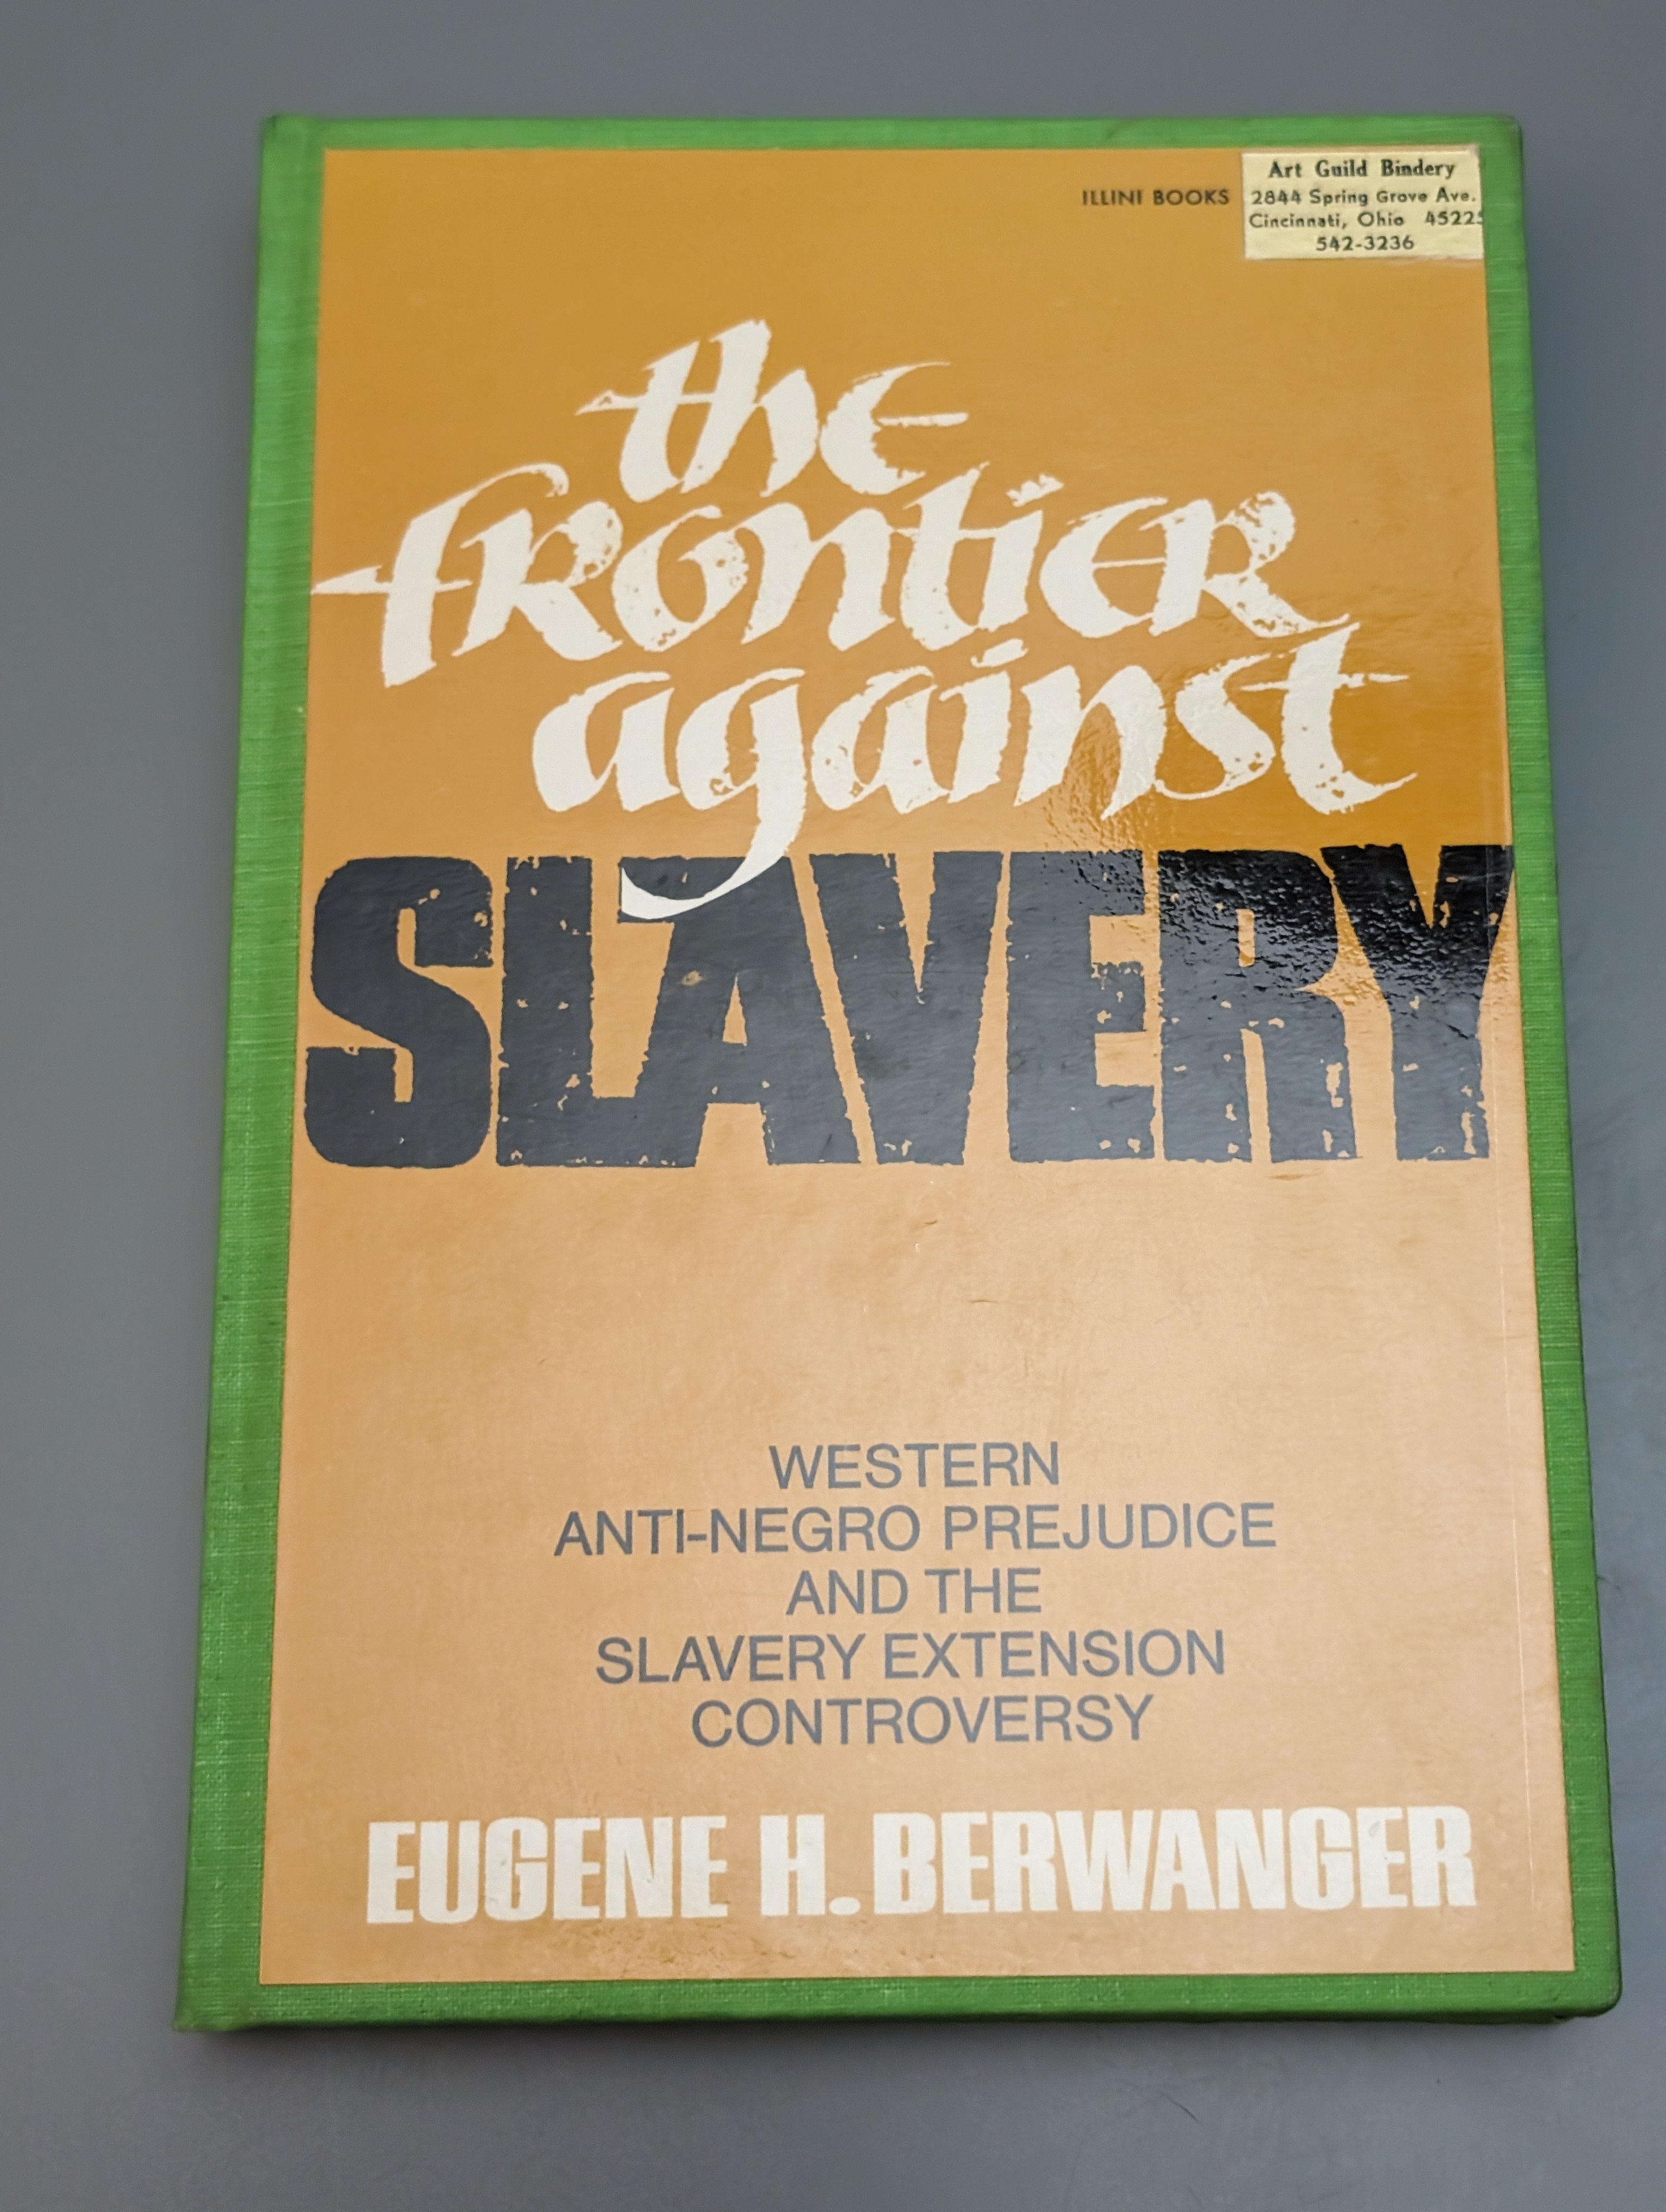 ILLINI BOOKS
Art Guild Bindery
2844 Spring Grove Ave.
Cincinnati, Ohio 45225
542-3236
the
frontier
against
SLAVERY
WESTERN
ANTI-NEGRO PREJUDICE
AND THE
SLAVERY EXTENSION
CONTROVERSY
EUGENE H. BERWANGER